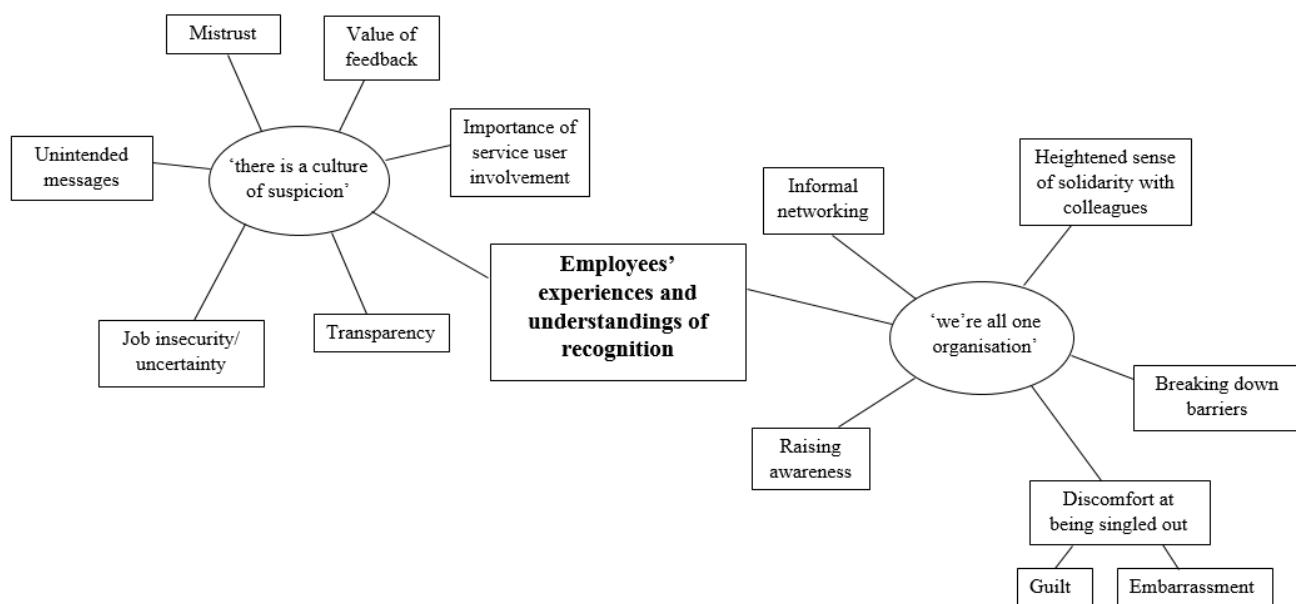 Mistrust
Value of
feedback
Unintended
messages
‘there is a culture
of suspicion’
Importance of
service user
involvement
Job insecurity/
uncertainty
Transparency
Employees’
experiences and
understandings of
recognition
Informal
networking
Heightened sense
of solidarity with
colleagues
‘we’re all one
organisation’
Breaking down
barriers
Raising
awareness
Discomfort at
being singled out
Guilt
Embarrassment